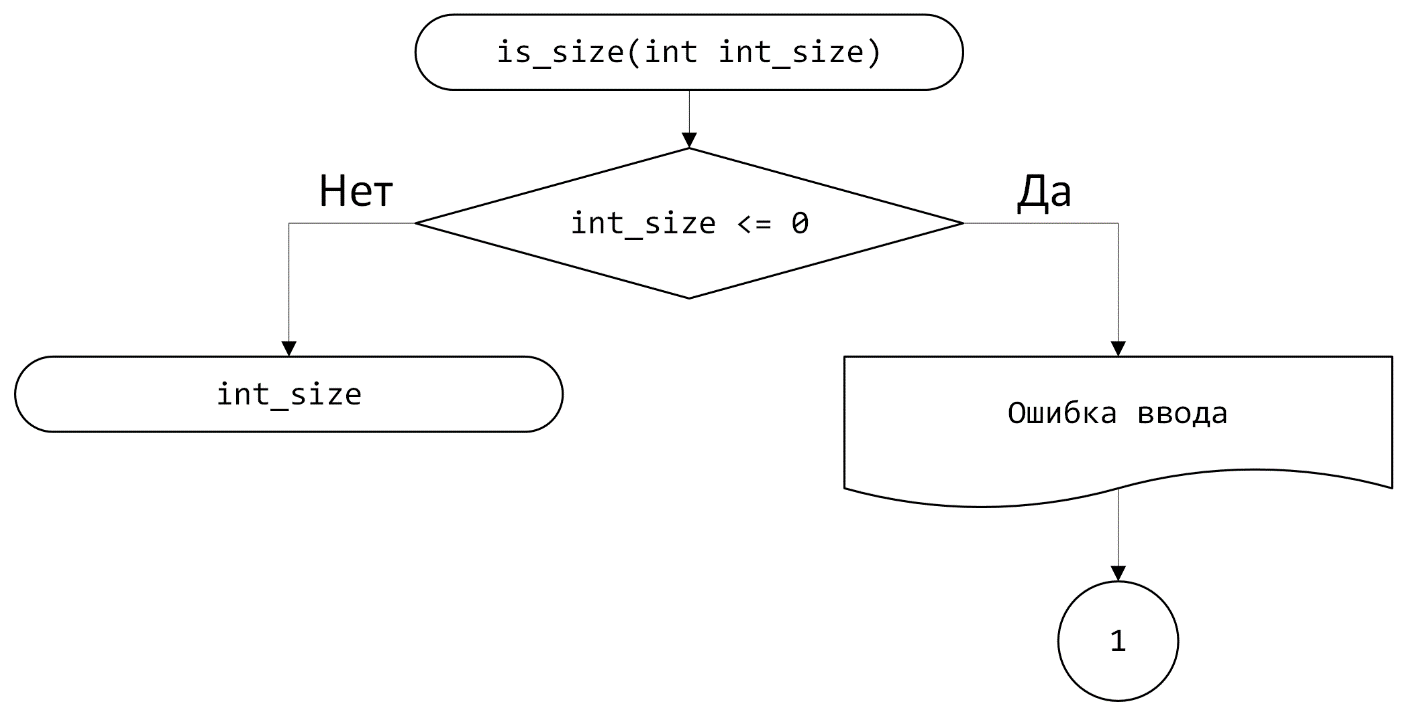 is_size(int int_size)
Нет
Да
int_size <= 0
int_size
Ошибка ввода
1